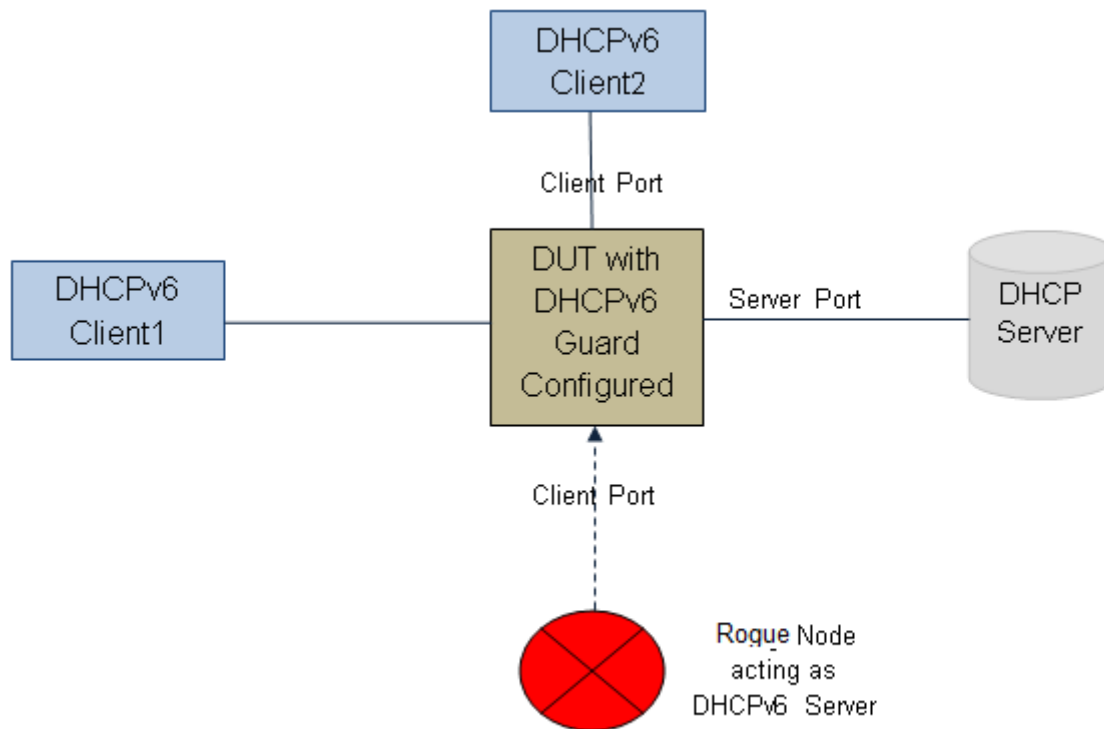 DHCPv6
Client2
Client Port
DHCPv6
Client1
DUT with
DHCPv6
Guard
Configured
Server Port
DHCP
Server
Client Port
Rogue Node
acting as
DHCPv6 Server